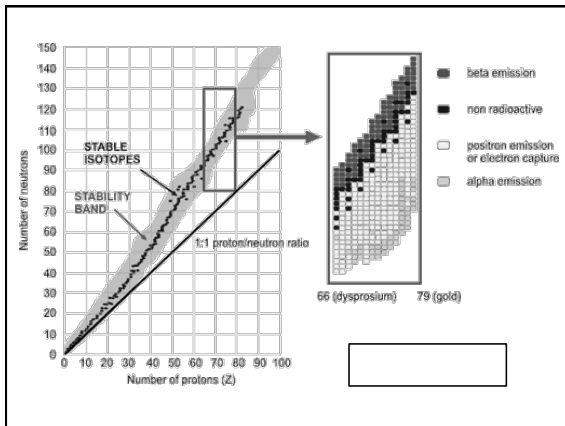 150
140
130
120
110
100
90
80
70
60
50
40
30
20
10
0
Number of neutrons
STABLE
ISOTOPES
STABILITY
BAND
1:1 proton/neutron ratio
0 10 20 30 40 50 60 70 80 90 100
Number of protons (Z)
beta emission
non radioactive
positron emission
or electron capture
alpha emission
66 (dysprosium) 79 (gold)